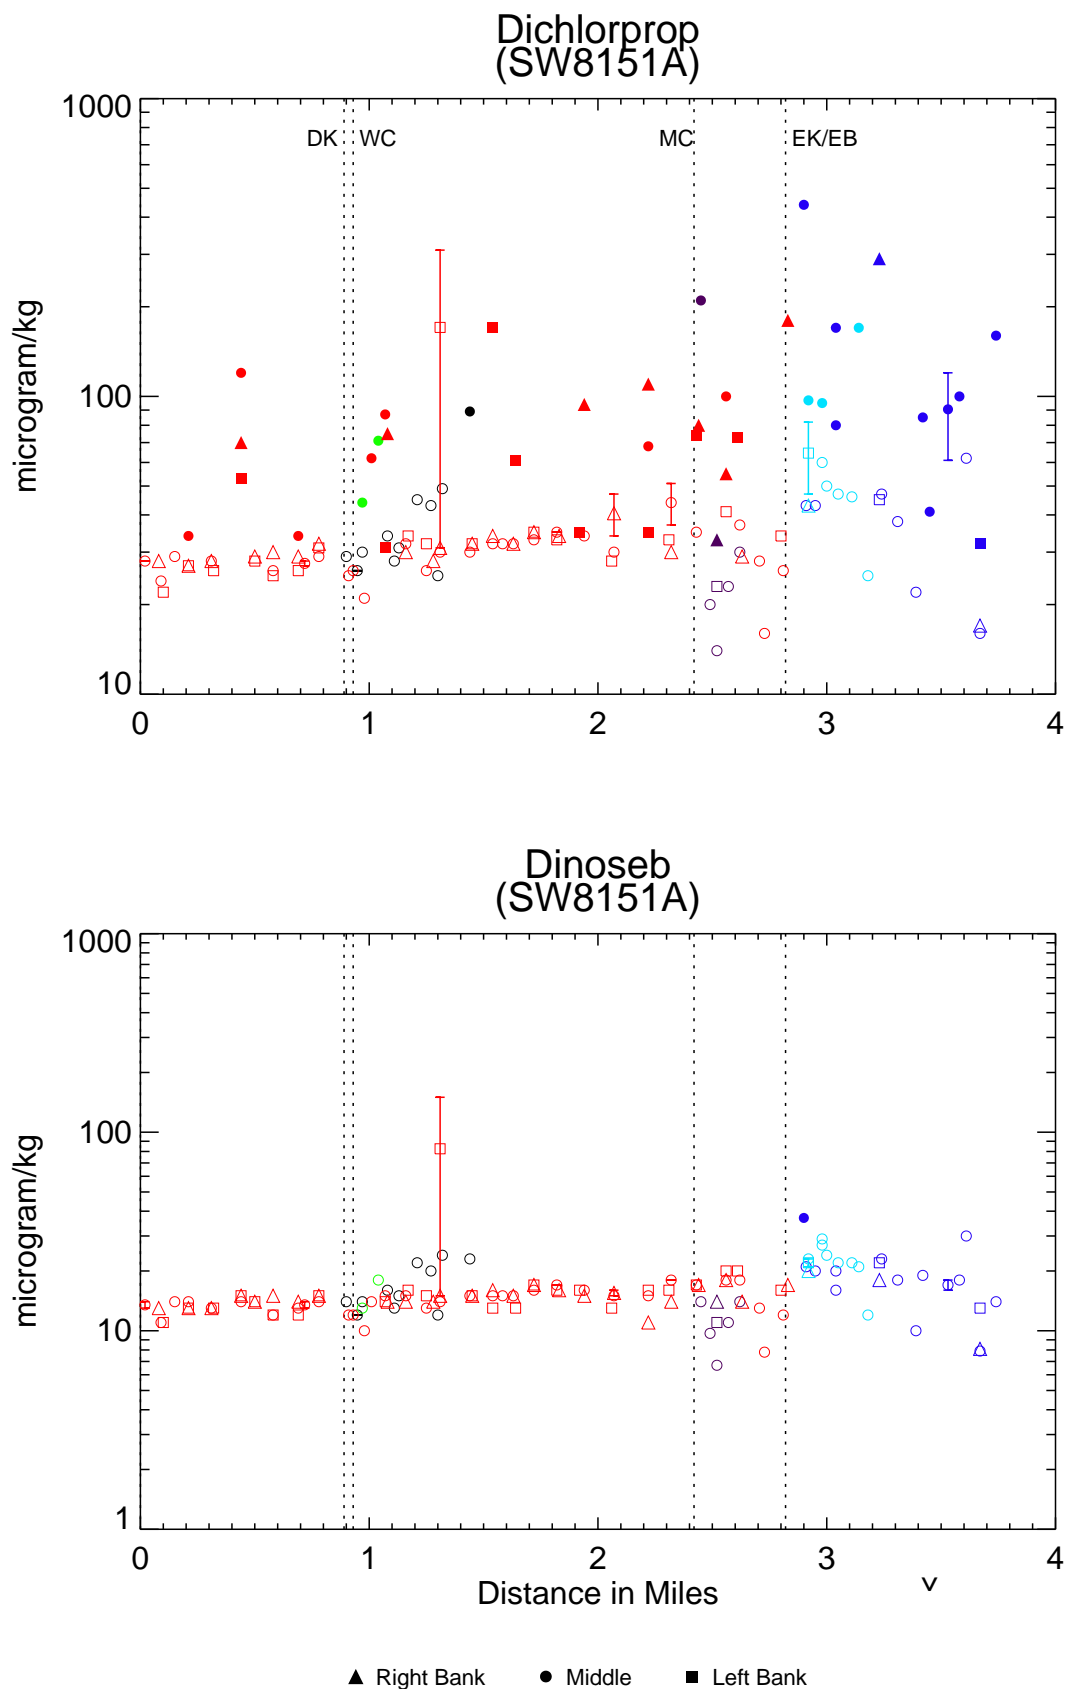 Dichlorprop
(SW8151A)
1000
DK WC MC EK/EB
microgram/kg
100
10
0 1 2 3 4
Dinoseb
(SW8151A)
1000
microgram/kg
100
10
1
0 1 2 3 4
Distance in Miles
Right Bank Middle Left Bank